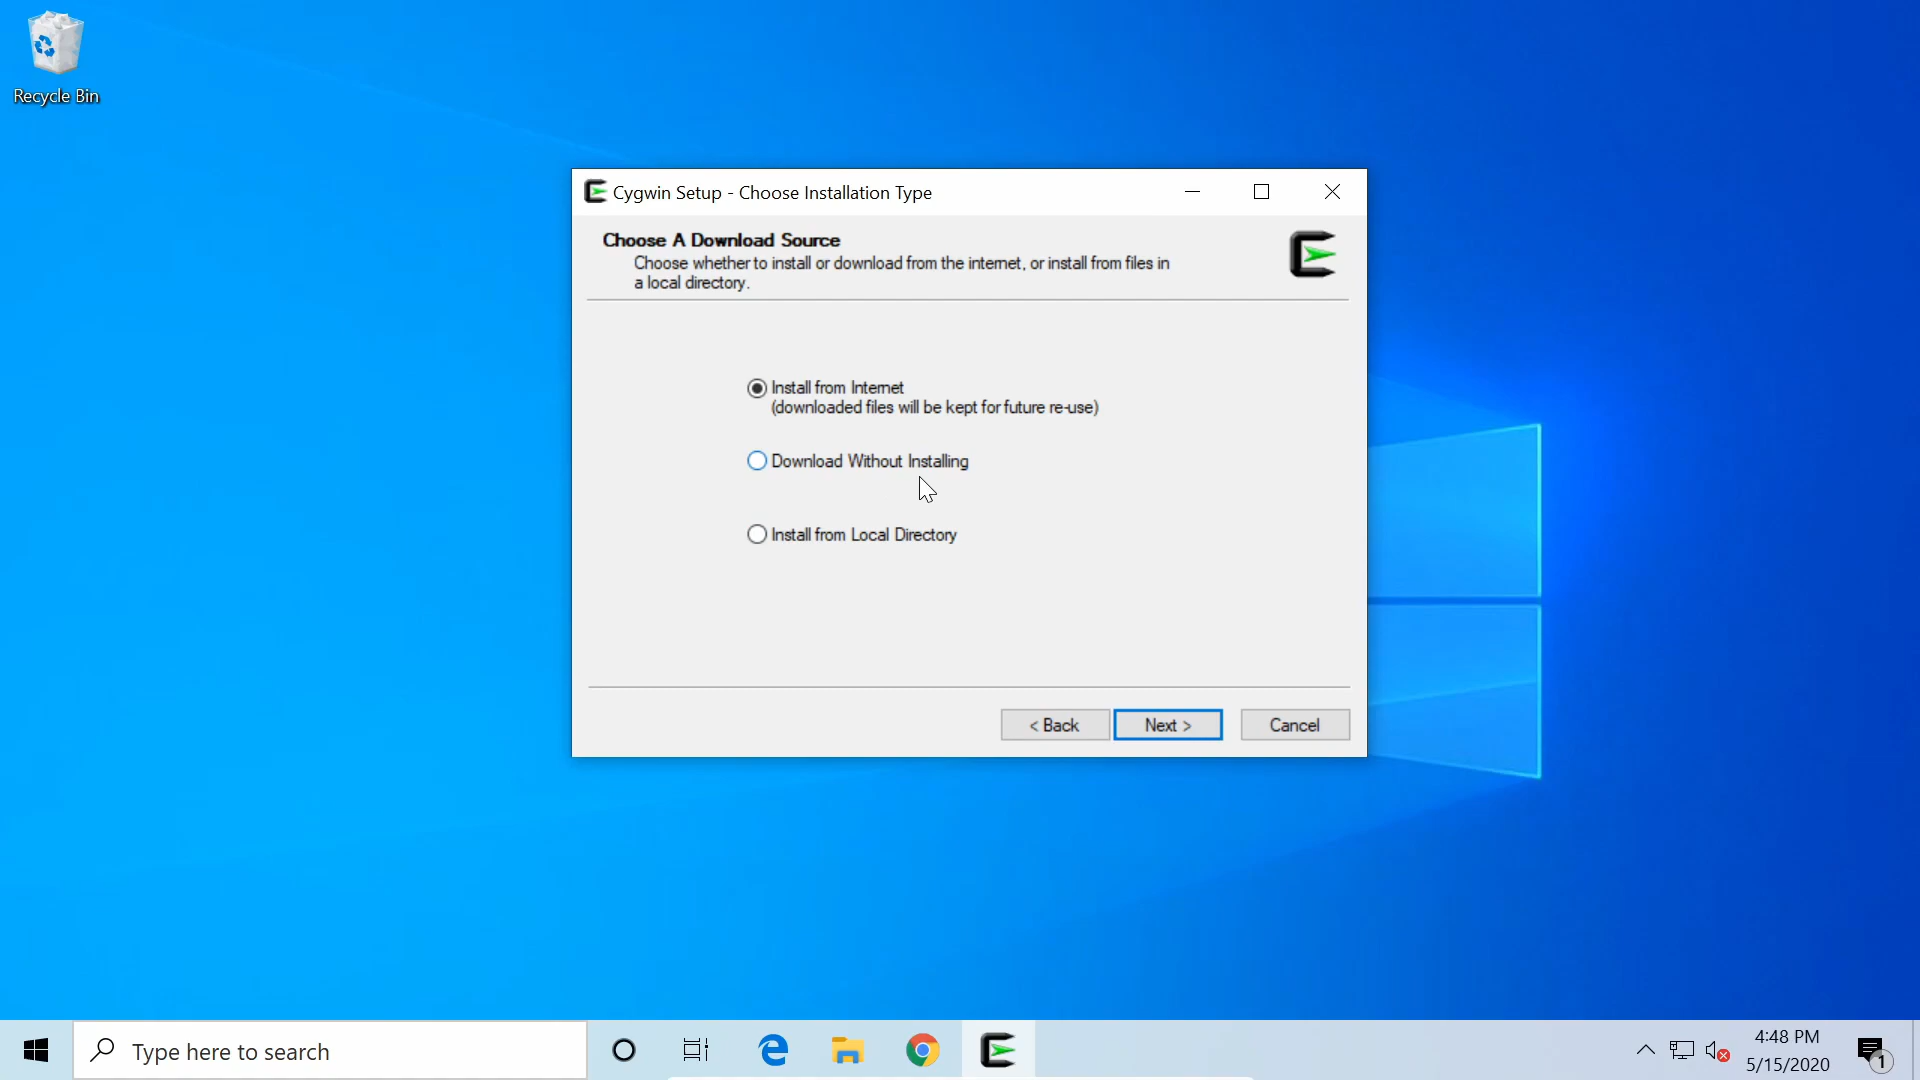 Recycle Bin
Cygwin Setup - Choose Installation Type
Choose A Download Source
Choose whether to install or download from the internet, or install from files in
a local directory.
Install from Internet
(downloaded files will be kept for future re-use)
Download Without Installing
Install from Local Directory
< Back
Next >
Cancel
Type here to search
4:48 PM
5/15/2020
1